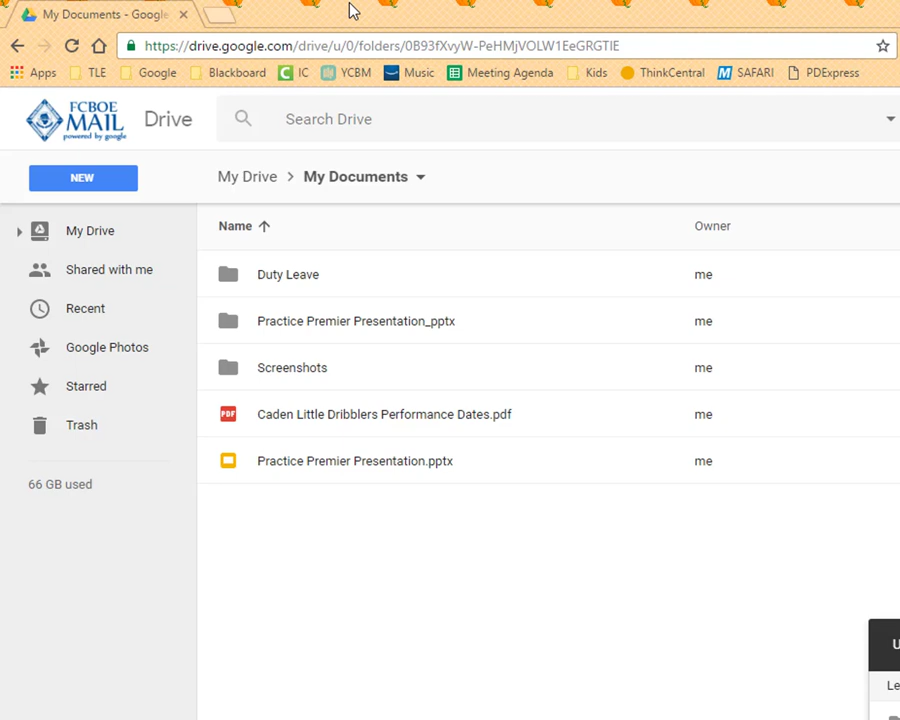 My Documents - Google
https://drive.google.com/drive/u/0/folders/0B93fXvyW-PeHMjVOLW1EeGRGTlE
Apps TLE Google Blackboard IC YCBM Music Meeting Agenda Kids ThinkCentral SAFARI PDExpress
FCBOE
MAIL
powered by google
Drive
Search Drive
NEW
My Drive > My Documents
Name Owner
My Drive
Shared with me
Recent
Google Photos
Starred
Trash
66 GB used
Duty Leave me
Practice Premier Presentation_pptx me
Screenshots me
PDF Caden Little Dribblers Performance Dates.pdf me
Practice Premier Presentation.pptx me
U
Le